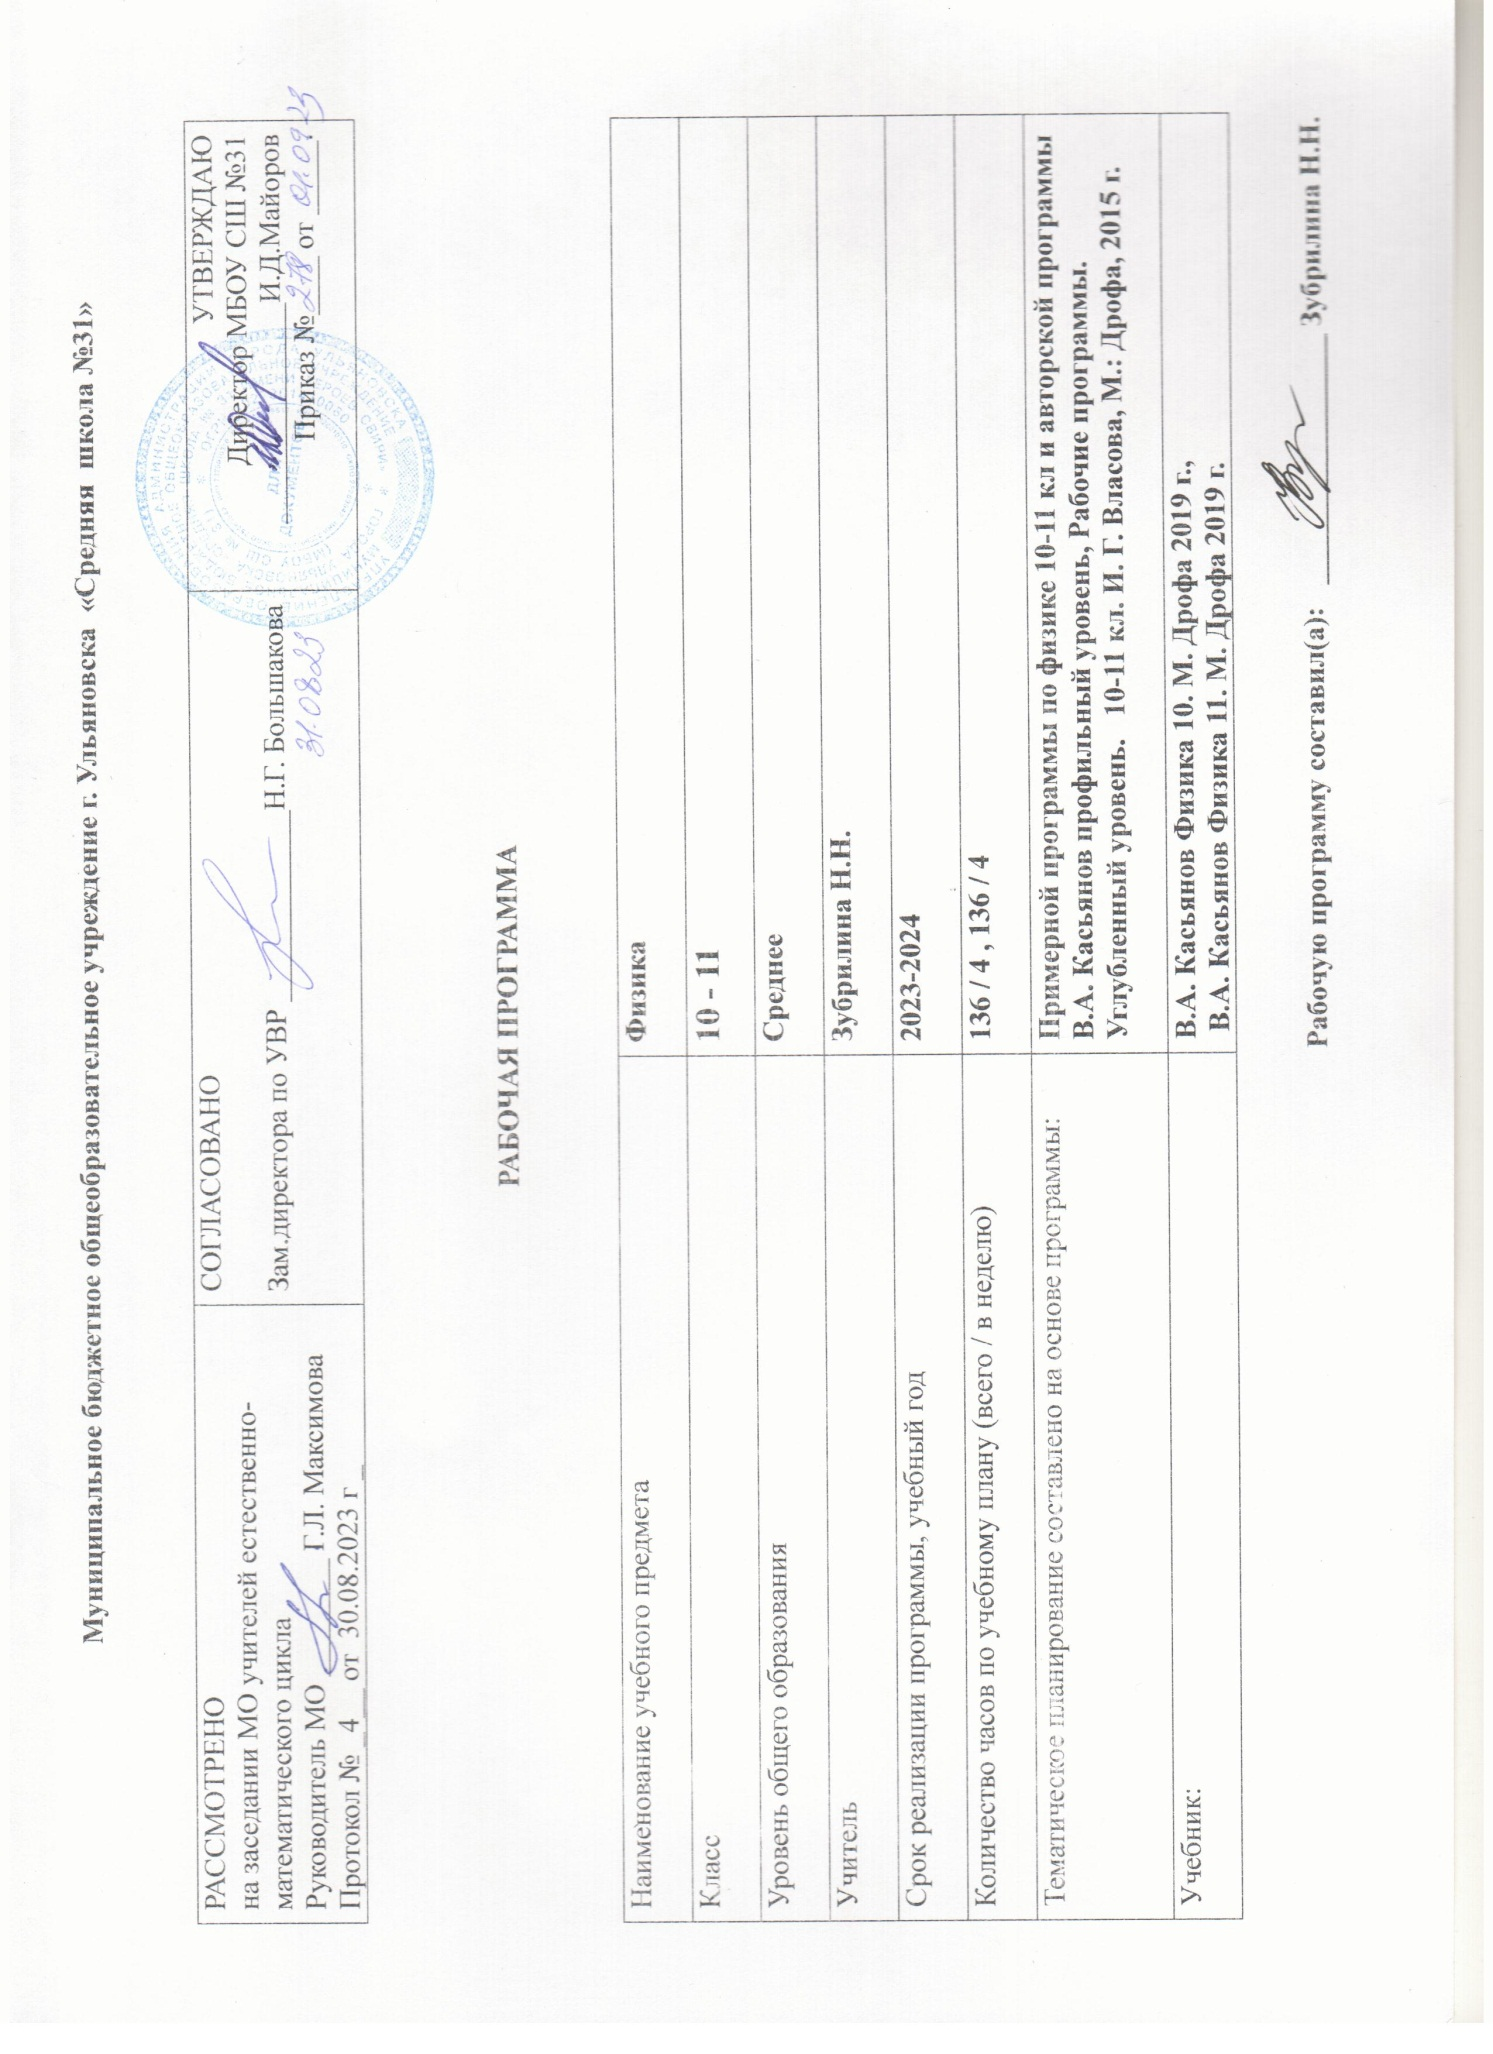 Муниципальное бюджетное общеобразовательное учреждение г. Ульяновска «Средняя школа №31»
РАССМОТРЕНО
на заседании МО учителей естественно-
математического цикла
Руководитель МО ________ Г.Л. Максимова
Протокол № _4__ от 30.08.2023 г _
СОГЛАСОВАНО
Зам.директора по УВР ____________Н.Г. Большакова
31.08.23
УТВЕРЖДАЮ
Директор МБОУ СШ №31
____________ И.Д.Майоров
Приказ № 278 от 01.09.23
РАБОЧАЯ ПРОГРАММА
Наименование учебного предмета
Физика
Класс
10 - 11
Уровень общего образования
Среднее
Учитель
Зубрилина Н.Н.
Срок реализации программы, учебный год
2023-2024
Количество часов по учебному плану (всего / в неделю)
136 / 4 , 136 / 4
Тематическое планирование составлено на основе программы:
Примерной программы по физике 10-11 кл и авторской программы
В.А. Касьянов профильный уровень, Рабочие программы.
Углубленный уровень. 10-11 кл. И. Г. Власова, М.: Дрофа, 2015 г.
Учебник:
В.А. Касьянов Физика 10. М. Дрофа 2019 г.,
В.А. Касьянов Физика 11. М. Дрофа 2019 г.
Рабочую программу составил(а): ________________ Зубрилина Н.Н.